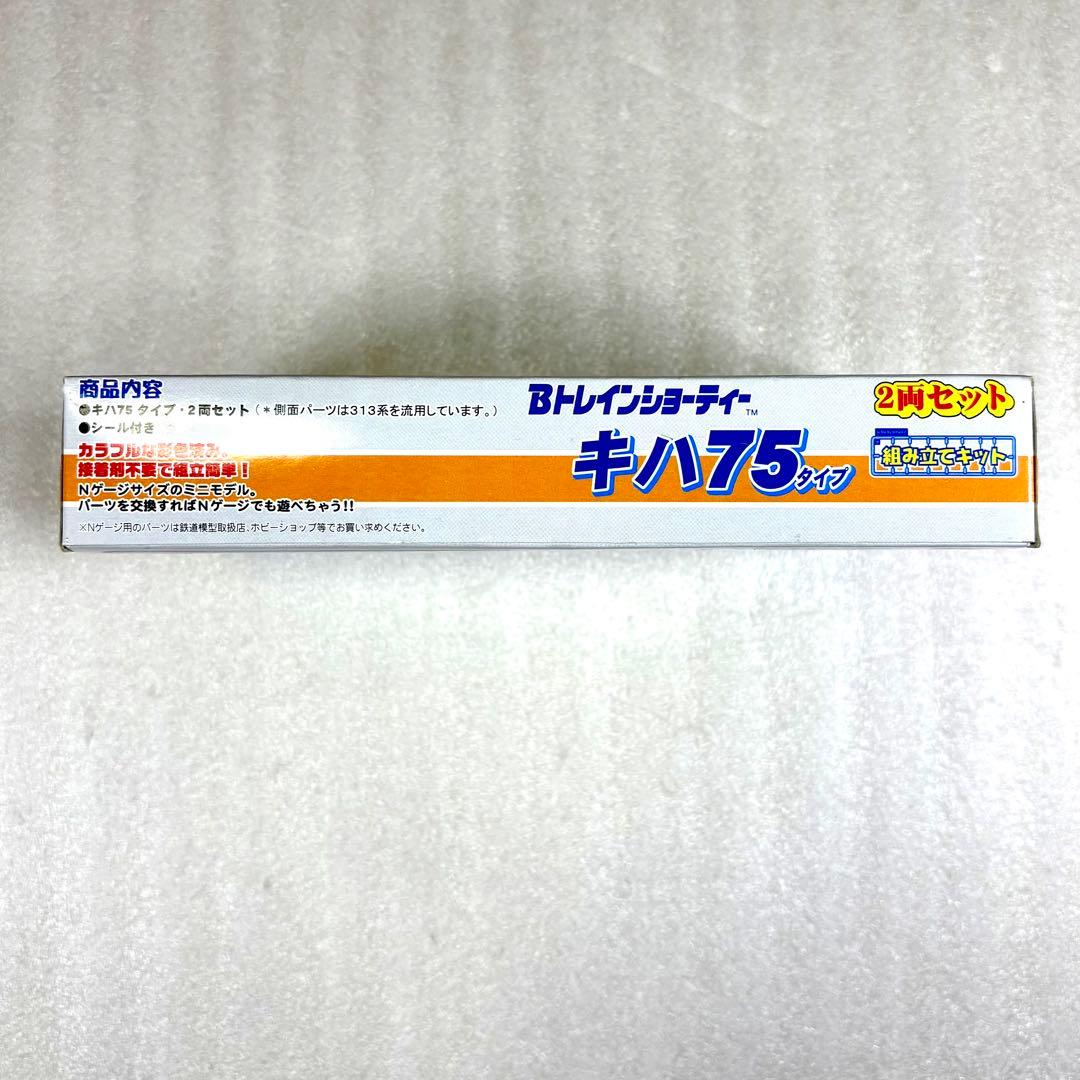 商品内容
●キハ75タイプ・2両セット（＊側面パーツは313系を流用しています。）
●シール付き
カラフルな彩色済み。
接着剤不要で組立簡単！
Nゲージサイズのミニモデル。
パーツを交換すればNゲージでも遊べちゃう!!
※Nゲージ用のパーツは鉄道模型取扱店、ホビーショップ等でお買い求めください。
Bトレインショーティー™
キハ75タイプ
2両セット
組み立てキット